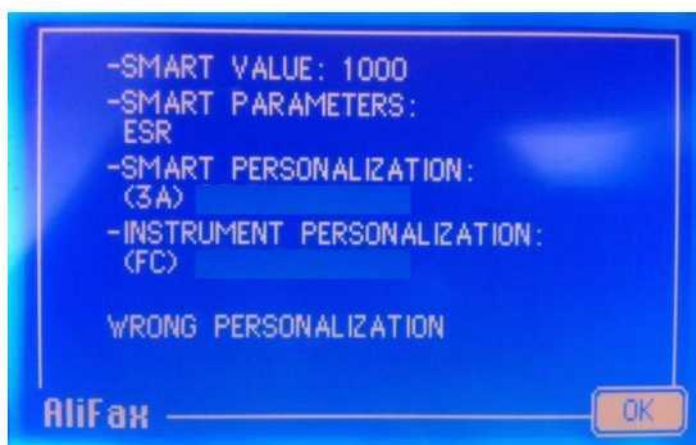 -SMART VALUE: 1000
-SMART PARAMETERS:
ESR
-SMART PERSONALIZATION:
(3A)
-INSTRUMENT PERSONALIZATION:
(FC)
WRONG PERSONALIZATION
AliFax
OK